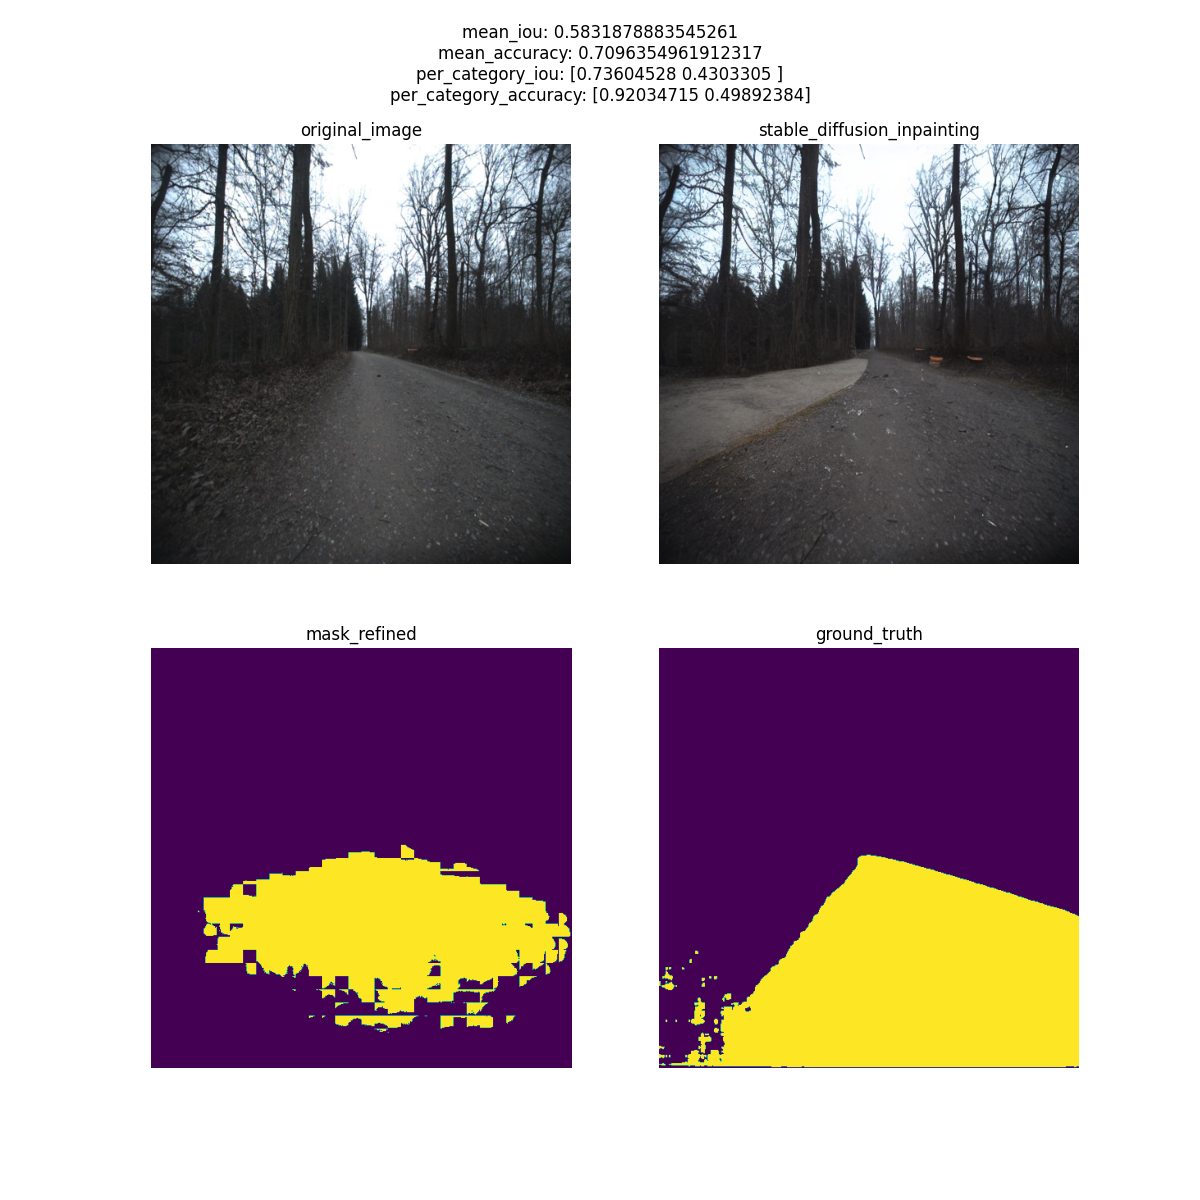 mean_iou: 0.5831878883545261
mean_accuracy: 0.7096354961912317
per_category_iou: [0.73604528 0.4303305 ]
per_category_accuracy: [0.92034715 0.49892384]
original_image
stable_diffusion_inpainting
mask_refined
ground_truth